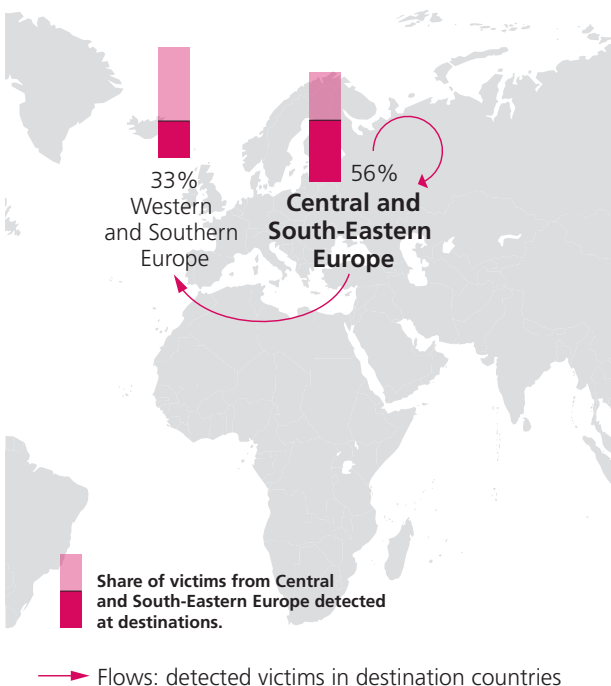 33%
Western
and Southern
Europe
56%
Central and
South-Eastern
Europe
Share of victims from Central
and South-Eastern Europe detected
at destinations.
Flows: detected victims in destination countries